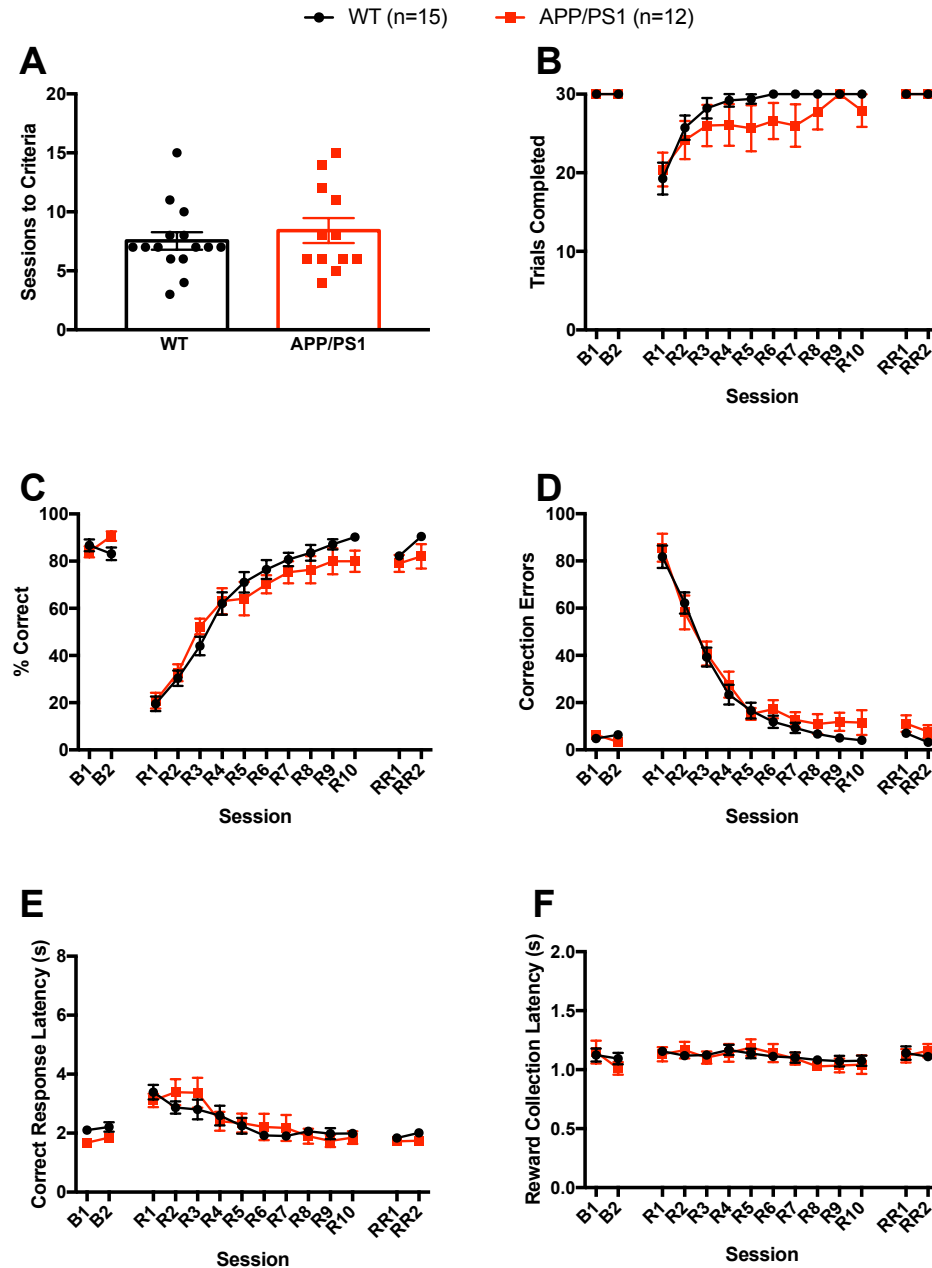 WT (n=15) APP/PS1 (n=12)
A
Sessions to Criteria
20
15
10
5
0
WT APP/PS1
B
Trials Completed
30
20
10
0
B1 B2 R1 R2 R3 R4 R5 R6 R7 R8 R9 R10 RR1 RR2
Session
C
% Correct
100
80
60
40
20
0
B1 B2 R1 R2 R3 R4 R5 R6 R7 R8 R9 R10 RR1 RR2
Session
D
Correction Errors
100
80
60
40
20
0
B1 B2 R1 R2 R3 R4 R5 R6 R7 R8 R9 R10 RR1 RR2
Session
E
Correct Response Latency (s)
8
6
4
2
0
B1 B2 R1 R2 R3 R4 R5 R6 R7 R8 R9 R10 RR1 RR2
Session
F
Reward Collection Latency (s)
2.0
1.5
1.0
0.5
0.0
B1 B2 R1 R2 R3 R4 R5 R6 R7 R8 R9 R10 RR1 RR2
Session